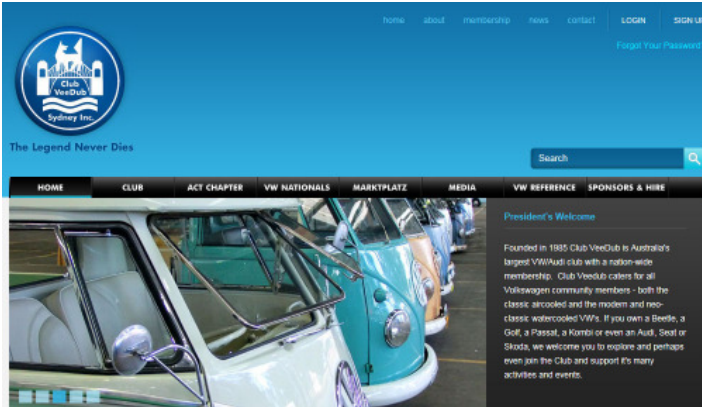 home about membership news contact LOGIN SIGN U
Forgot Your Password
Club
VeeDub
Sydney Inc.
The Legend Never Dies
Search
HOME CLUB ACT CHAPTER VW NATIONALS MARKTPLATZ MEDIA VW REFERENCE SPONSORS & HIRE
President's Welcome
Founded in 1985 Club VeeDub is Australia's
largest VW/Audi club with a nation-wide
membership. Club Veedub caters for all
Volkswagen community members - both the
classic aircooled and the modern and neo-
classic watercooled VW's. If you own a Beetle, a
Golf, a Passat, a Kombi or even an Audi, Seat or
Skoda, we welcome you to explore and perhaps
even join the Club and support it's many
activities and events.